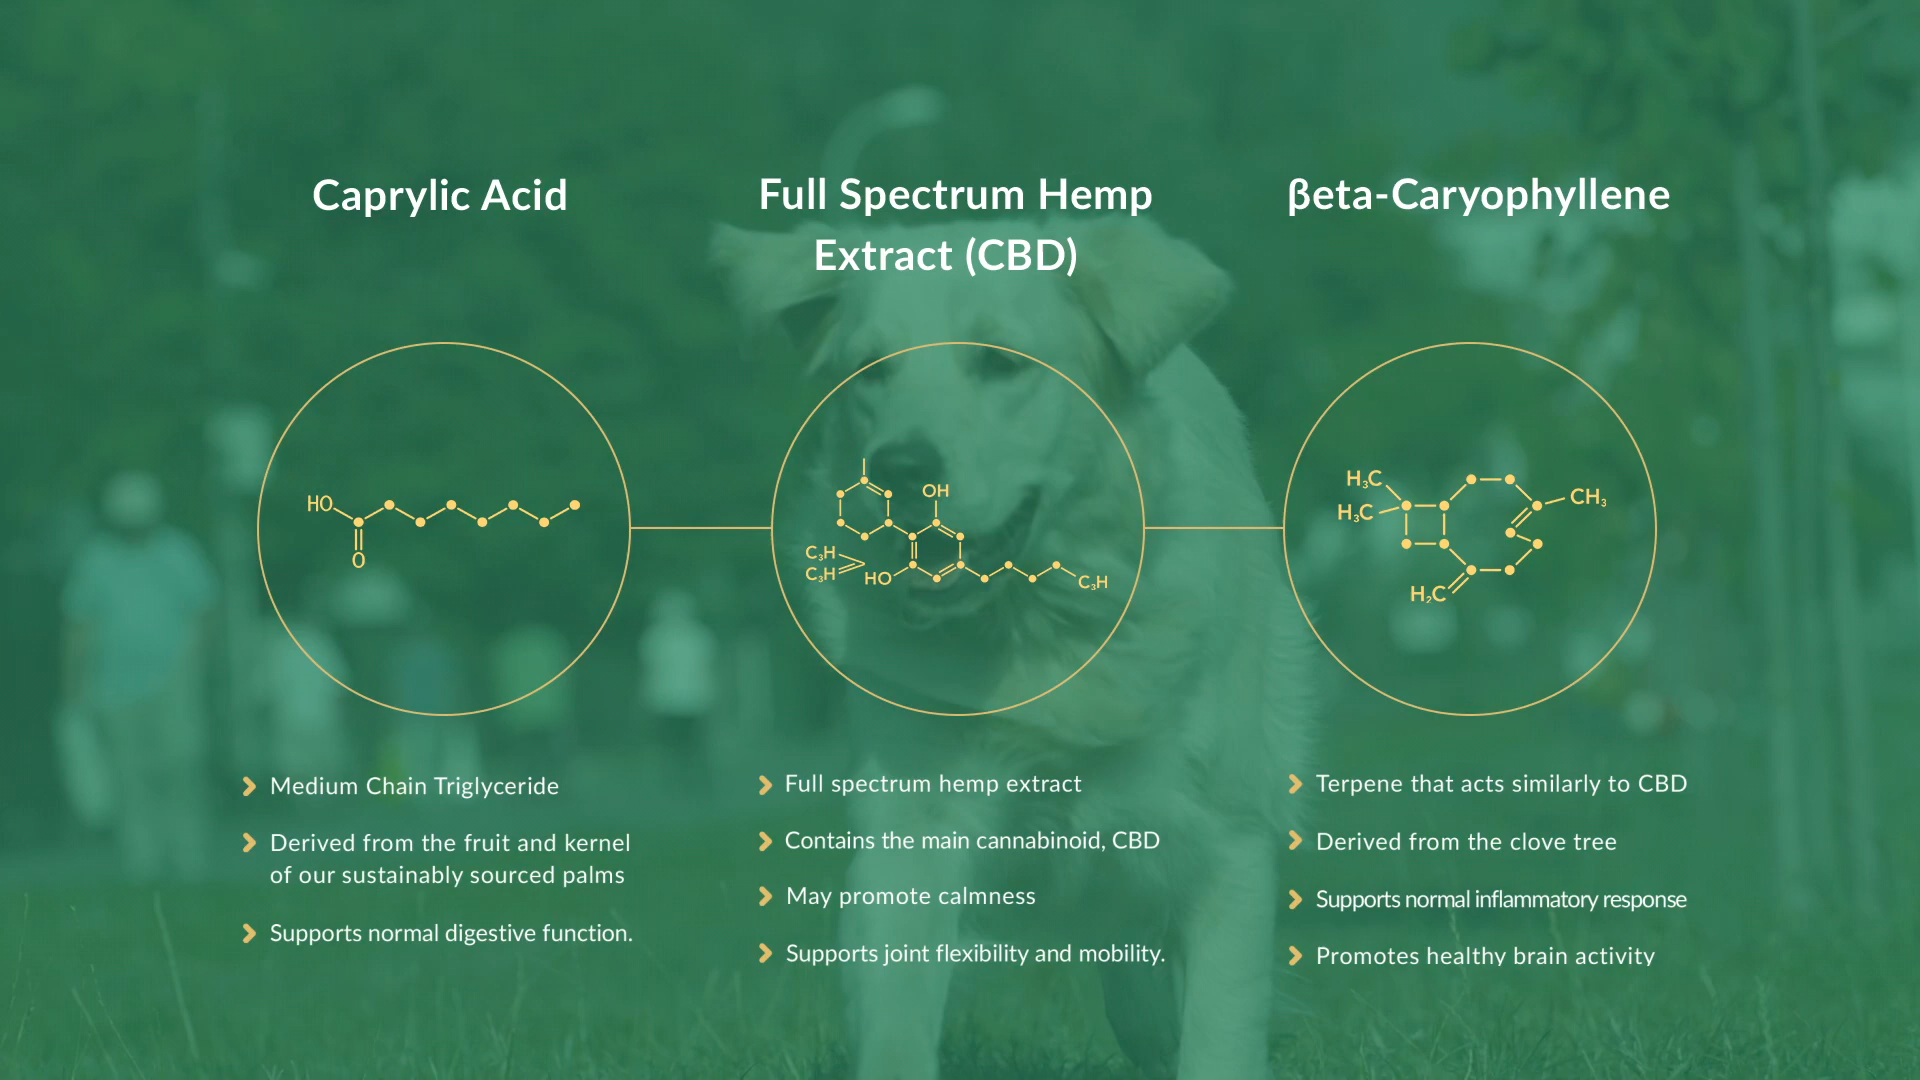 Caprylic Acid
Full Spectrum Hemp
Extract (CBD)
βeta-Caryophyllene
HO
O
OH
C₃H
C₃H
HO
C₃H
H₃C
H₃C
CH₃
H₂C
Medium Chain Triglyceride
Derived from the fruit and kernel
of our sustainably sourced palms
Supports normal digestive function.
Full spectrum hemp extract
Contains the main cannabinoid, CBD
May promote calmness
Supports joint flexibility and mobility.
Terpene that acts similarly to CBD
Derived from the clove tree
Supports normal inflammatory response
Promotes healthy brain activity